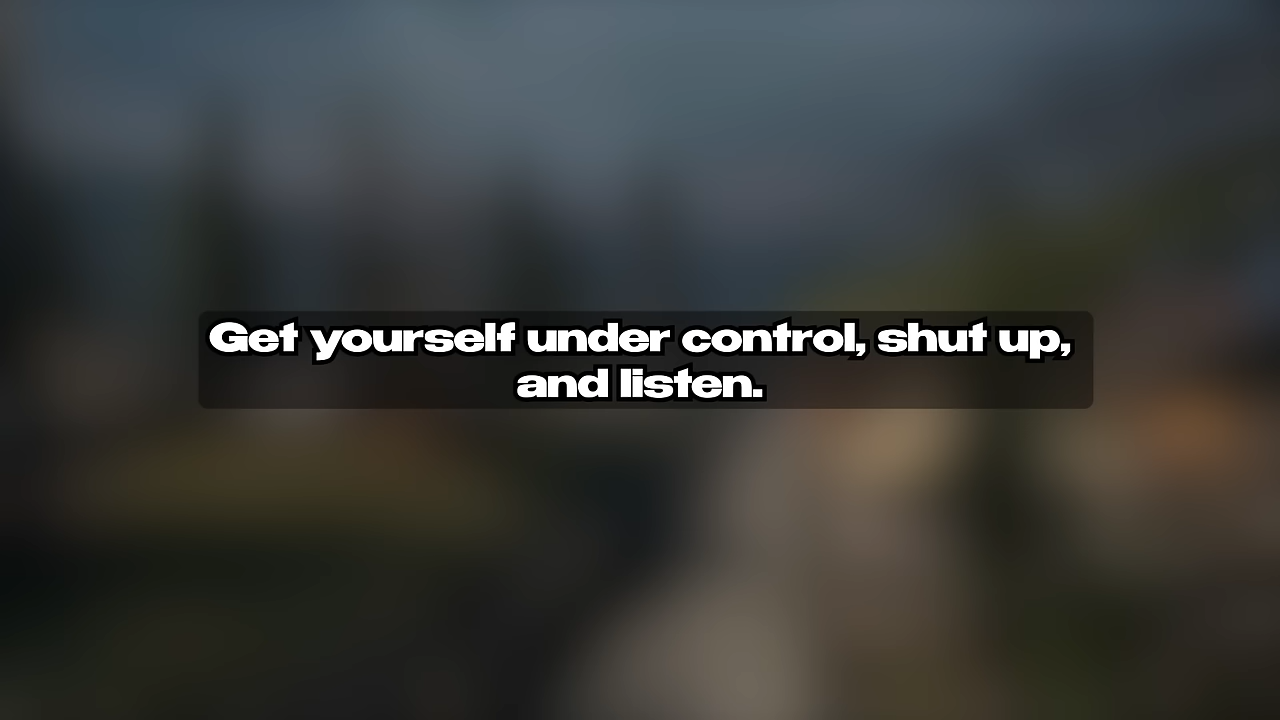 Get yourself under control, shut up,
and listen.